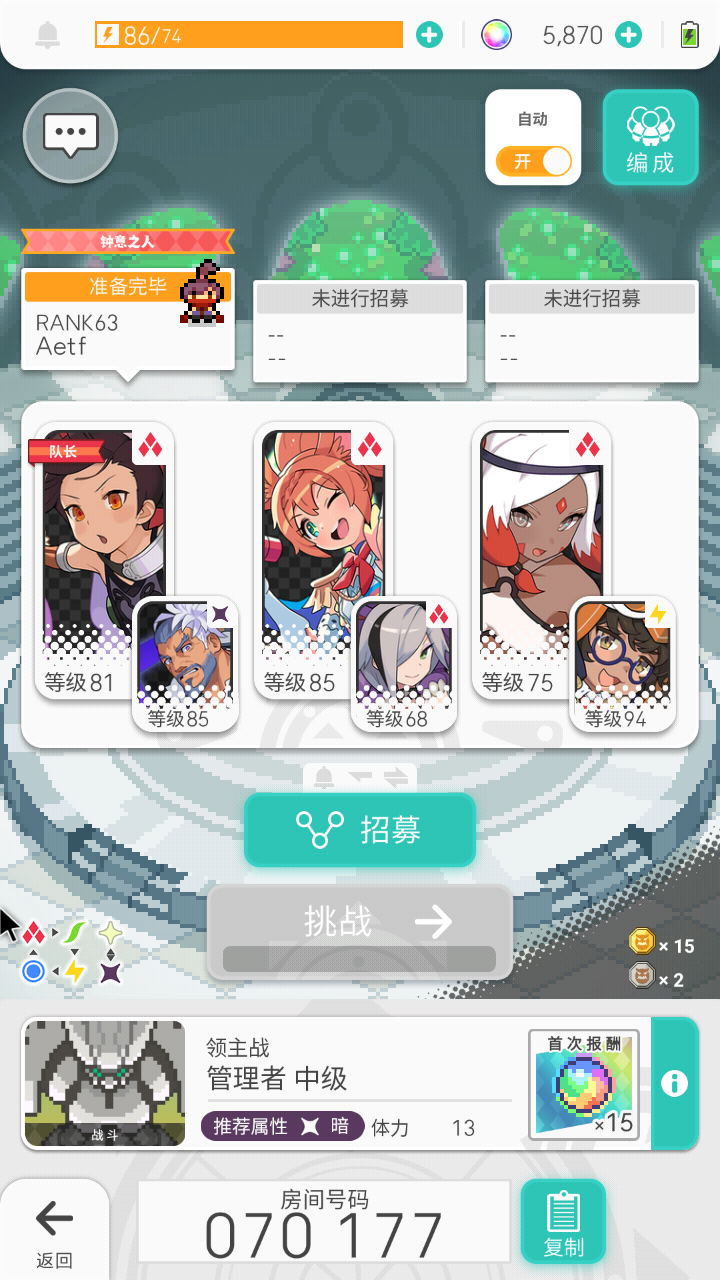 86/74
5,870
自动
开
编成
钟意之人
准备完毕
RANK63
Aetf
未进行招募
--
--
未进行招募
--
--
队长
等级81
等级85
等级85
等级68
等级75
等级94
招募
挑战
×15
×2
领主战
管理者 中级
战斗
推荐属性 暗
体力 13
首次报酬
×15
房间号码
070 177
返回
复制